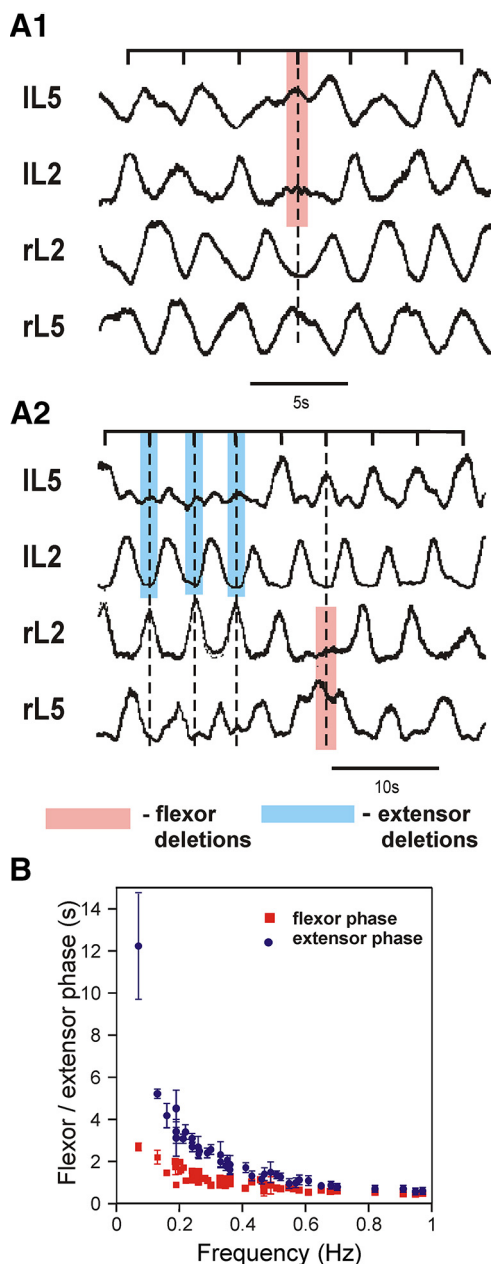 A1
lL5
lL2
rL2
rL5
5s
A2
lL5
lL2
rL2
rL5
10s
- flexor
deletions
- extensor
deletions
B
Flexor / extensor phase (s)
14
12
10
8
6
4
2
0
flexor phase
extensor phase
0
0.2
0.4
0.6
0.8
1
Frequency (Hz)